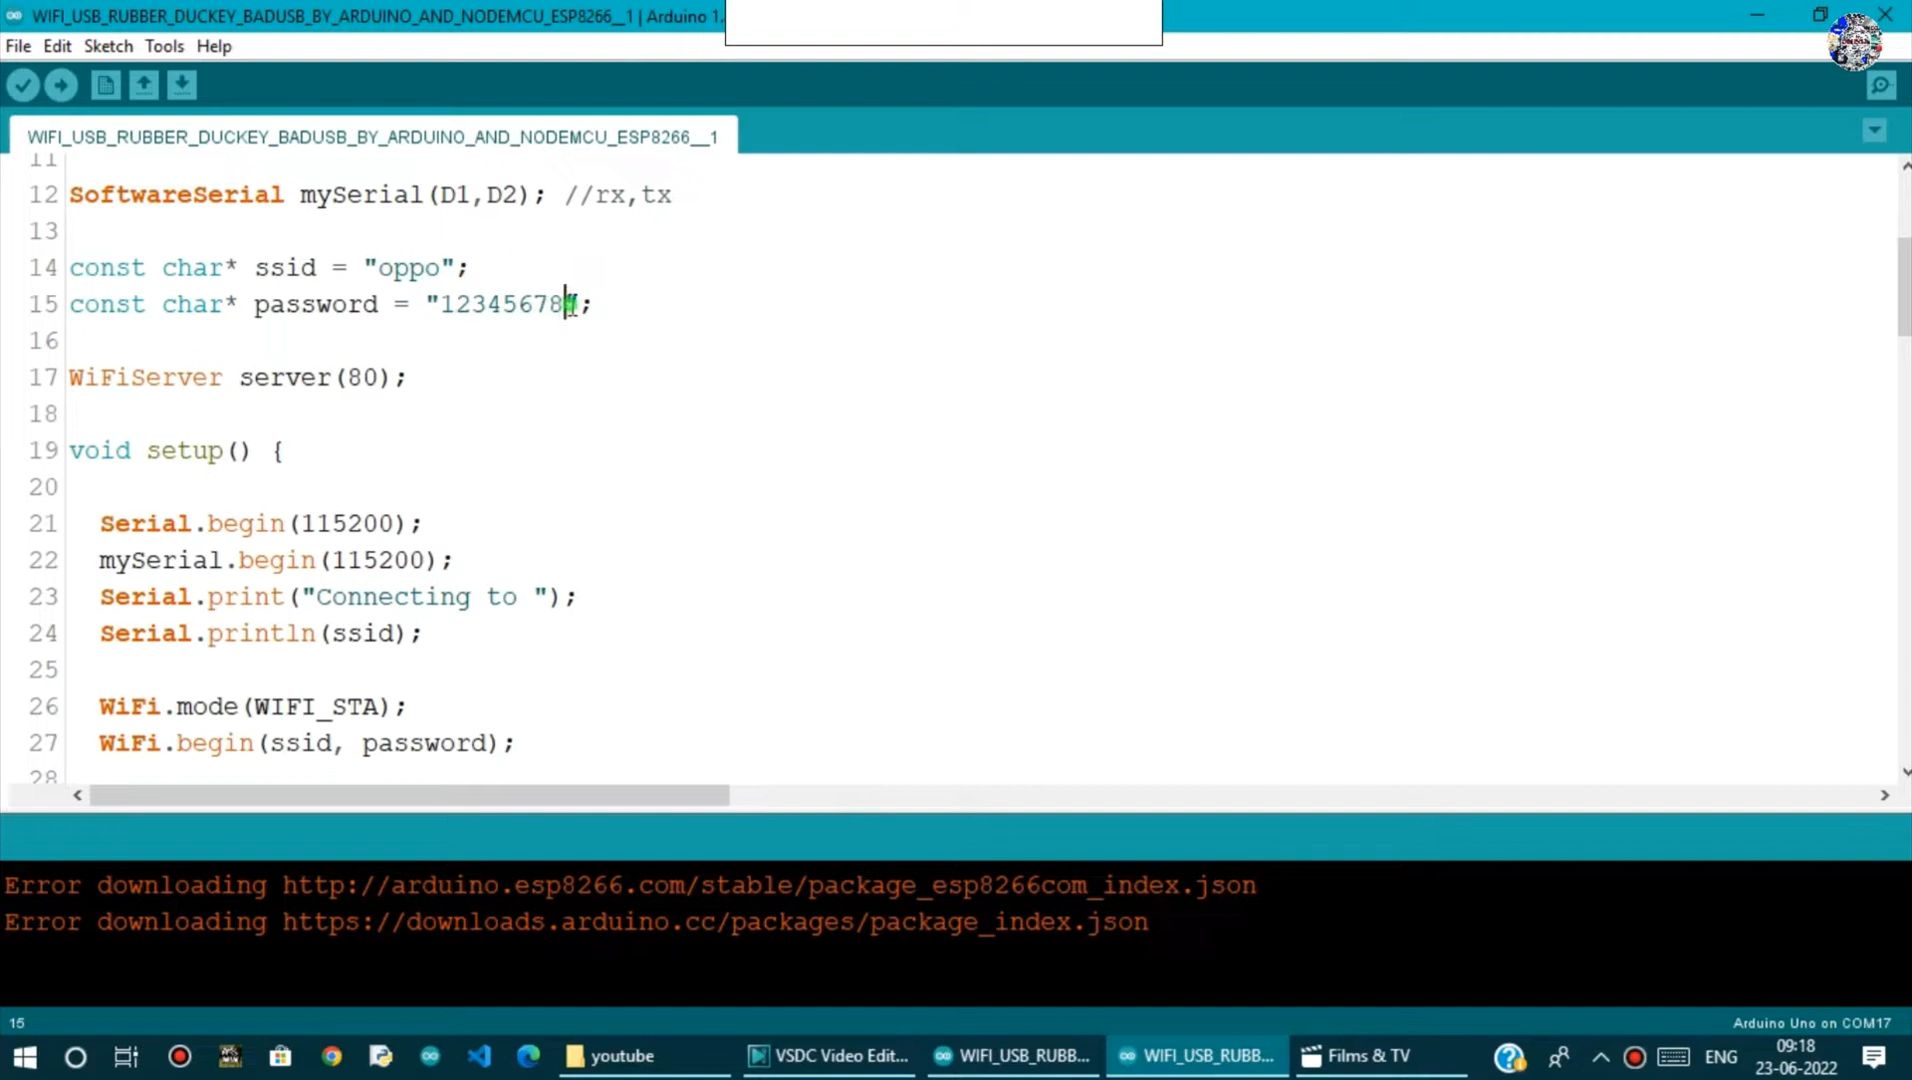 WIFI_USB_RUBBER_DUCKEY_BADUSB_BY_ARDUINO_AND_NODEMCU_ESP8266__1 | Arduino 1.
File Edit Sketch Tools Help
WIFI_USB_RUBBER_DUCKEY_BADUSB_BY_ARDUINO_AND_NODEMCU_ESP8266__1
11
12 SoftwareSerial mySerial(D1,D2); //rx,tx
13
14 const char* ssid = "oppo";
15 const char* password = "12345678";
16
17 WiFiServer server(80);
18
19 void setup() {
20
21 Serial.begin(115200);
22 mySerial.begin(115200);
23 Serial.print("Connecting to ");
24 Serial.println(ssid);
25
26 WiFi.mode(WIFI_STA);
27 WiFi.begin(ssid, password);
28
Error downloading http://arduino.esp8266.com/stable/package_esp8266com_index.json
Error downloading https://downloads.arduino.cc/packages/package_index.json
15
Arduino Uno on COM17
youtube VSDC Video Edit... WIFI_USB_RUBB... WIFI_USB_RUBB... Films & TV ENG 09:18
23-06-2022